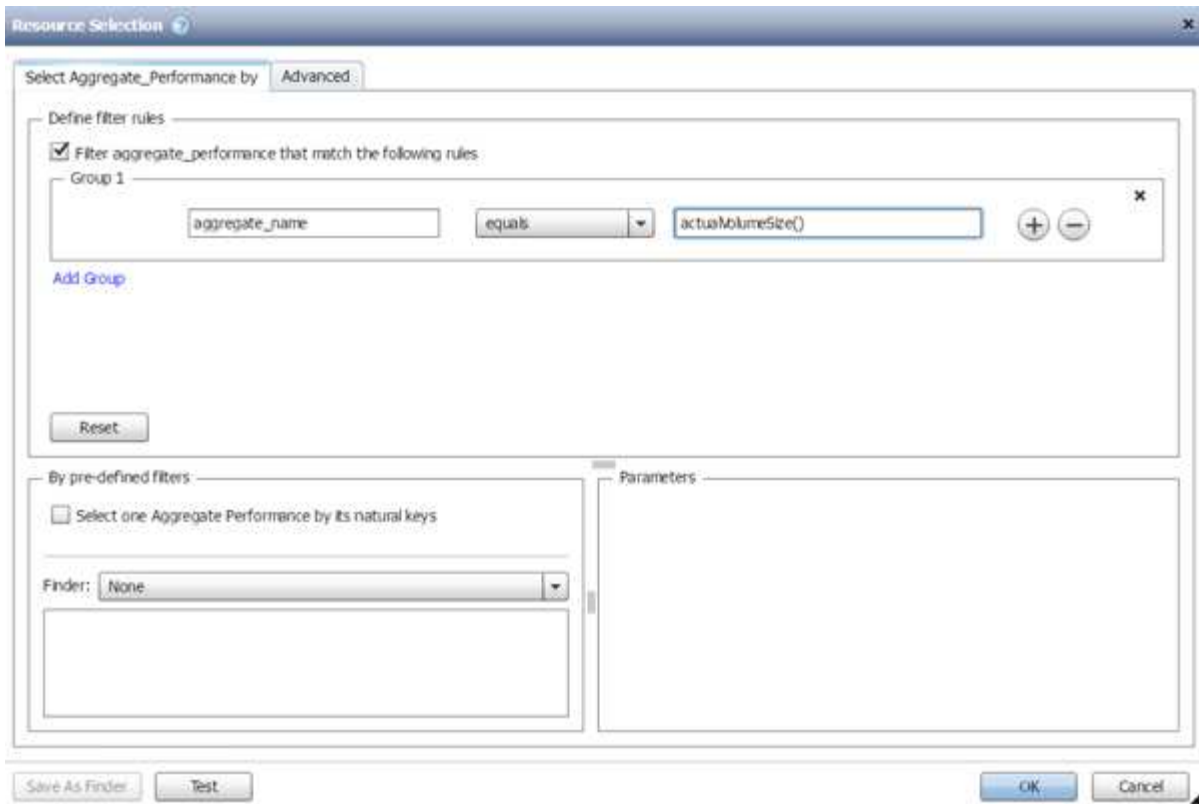 Resource Selection
Select Aggregate_Performance by
Advanced
Define filter rules
Filter aggregate_performance that match the following rules
Group 1
aggregate_name
equals
actualVolumeSize()
Add Group
Reset
By pre-defined filters
Select one Aggregate Performance by its natural keys
Finder:
None
Parameters
Save As Finder
Test
OK
Cancel